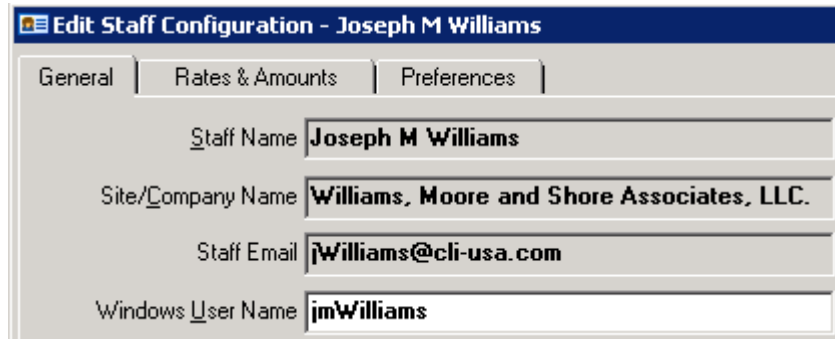 Edit Staff Configuration - Joseph M Williams
General Rates & Amounts Preferences
Staff Name Joseph M Williams
Site/Company Name Williams, Moore and Shore Associates, LLC.
Staff Email jWilliams@cli-usa.com
Windows User Name jmWilliams